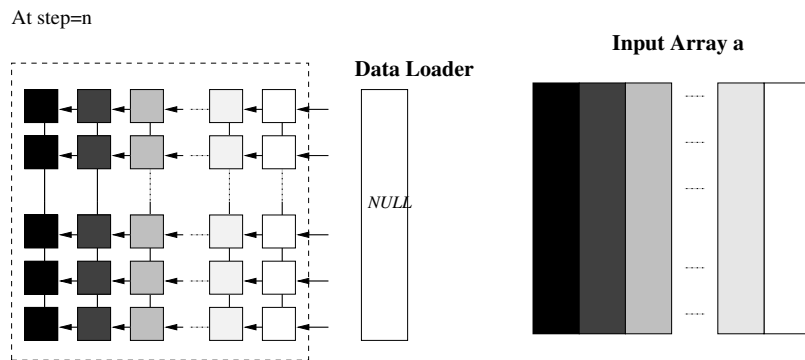 At step=n
Input Array a
Data Loader
NULL